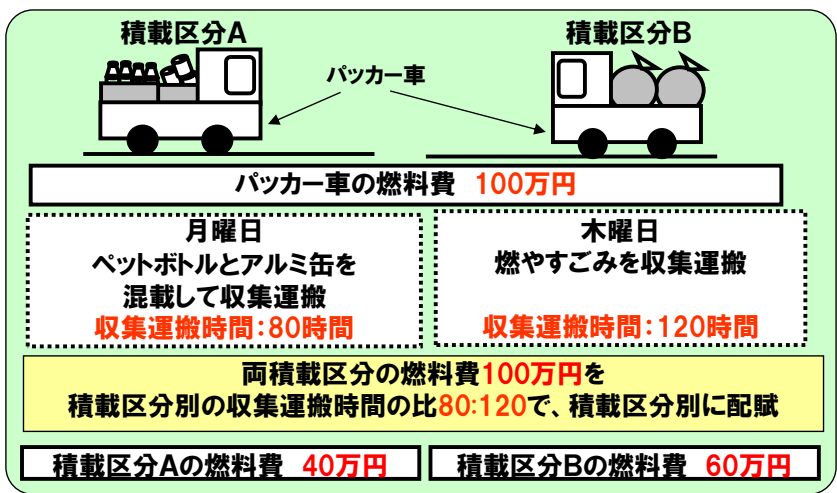 積載区分A
積載区分B
パッカー車
パッカー車の燃料費 100万円
月曜日
ペットボトルとアルミ缶を
混載して収集運搬
収集運搬時間：80時間
木曜日
燃やすごみを収集運搬
収集運搬時間：120時間
両積載区分の燃料費100万円を
積載区分別の収集運搬時間の比80:120で、積載区分別に配賦
積載区分Aの燃料費 40万円
積載区分Bの燃料費 60万円